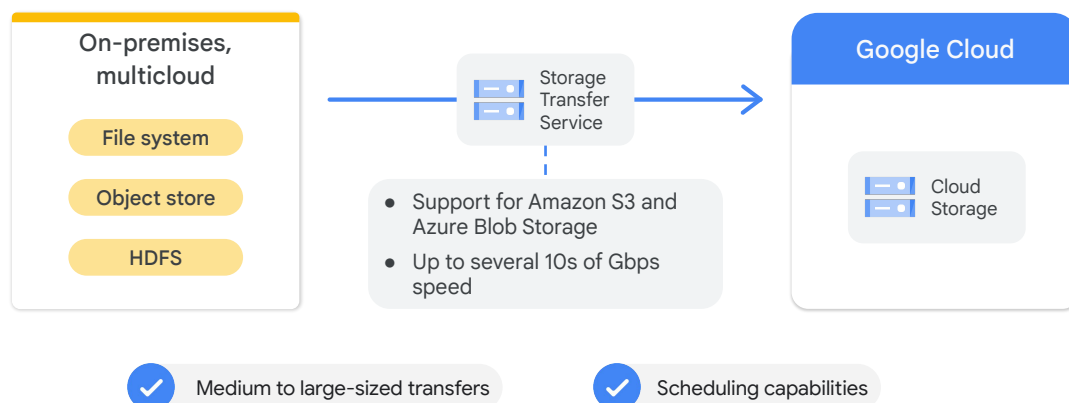 On-premises,
multicloud
File system
Object store
HDFS
Storage
Transfer
Service
● Support for Amazon S3 and
Azure Blob Storage
● Up to several 10s of Gbps
speed
Google Cloud
Cloud
Storage
Medium to large-sized transfers
Scheduling capabilities